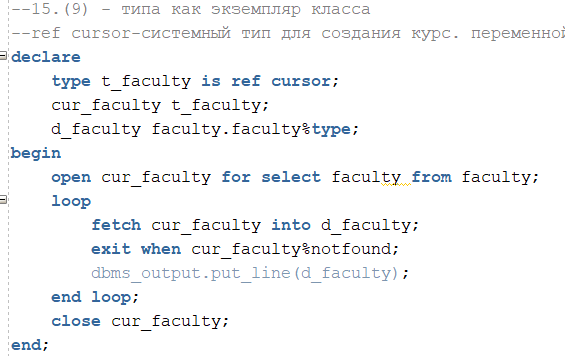 --15.(9) - типа как экземпляр класса
--ref cursor-системный тип для создания курс. переменной
declare
type t_faculty is ref cursor;
cur_faculty t_faculty;
d_faculty faculty.faculty%type;
begin
open cur_faculty for select faculty from faculty;
loop
fetch cur_faculty into d_faculty;
exit when cur_faculty%notfound;
dbms_output.put_line(d_faculty);
end loop;
close cur_faculty;
end;